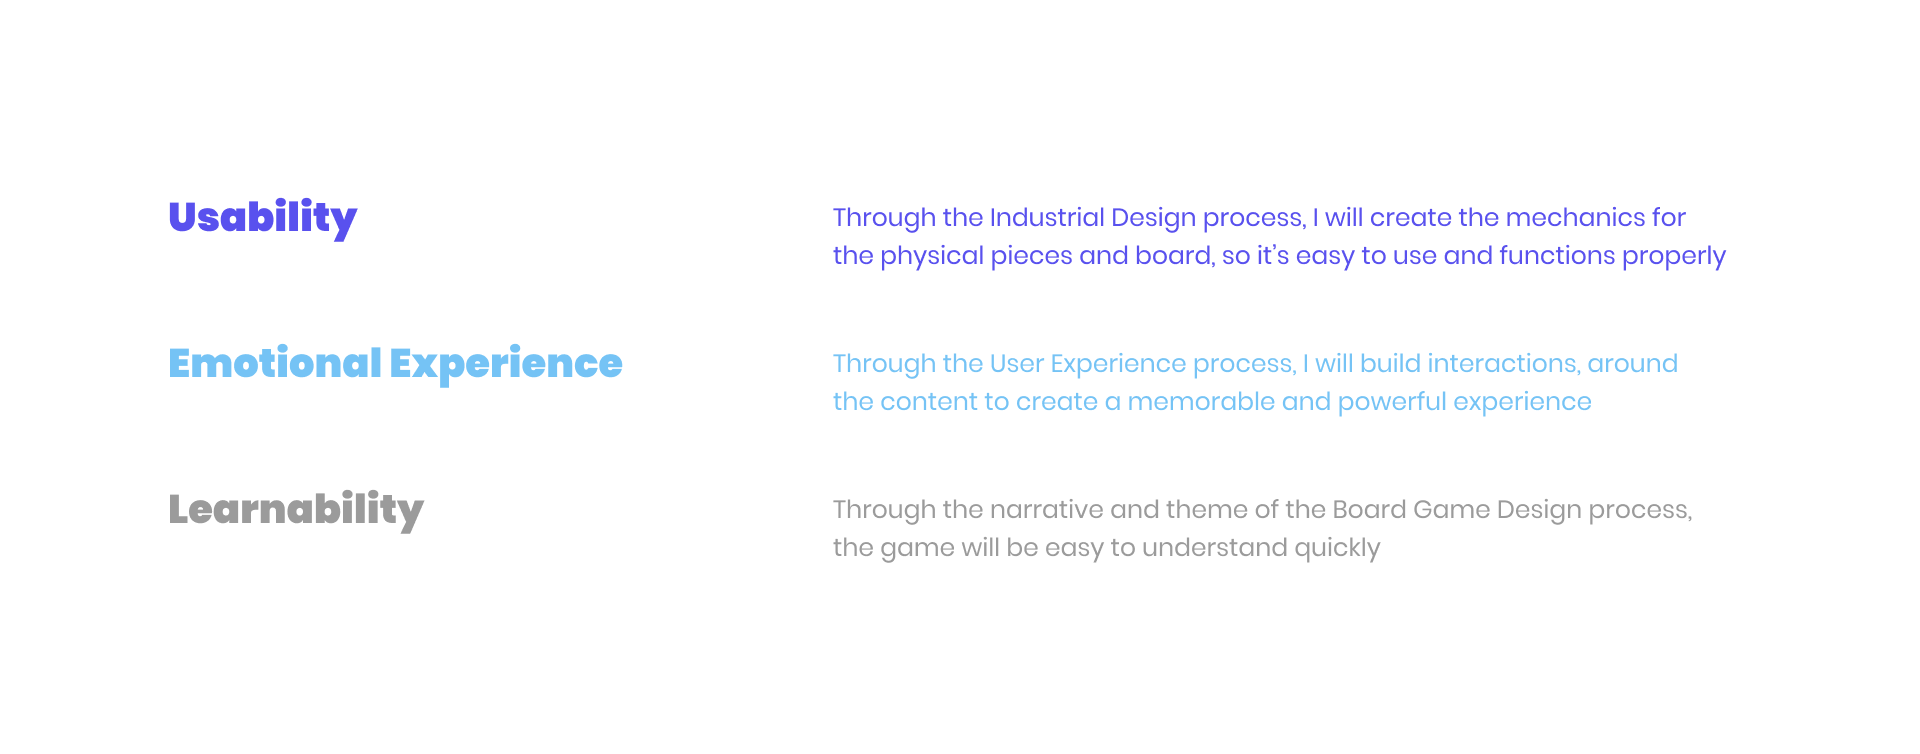 Usability
Through the Industrial Design process, I will create the mechanics for
the physical pieces and board, so it's easy to use and functions properly
Emotional Experience
Through the User Experience process, I will build interactions, around
the content to create a memorable and powerful experience
Learnability
Through the narrative and theme of the Board Game Design process,
the game will be easy to understand quickly